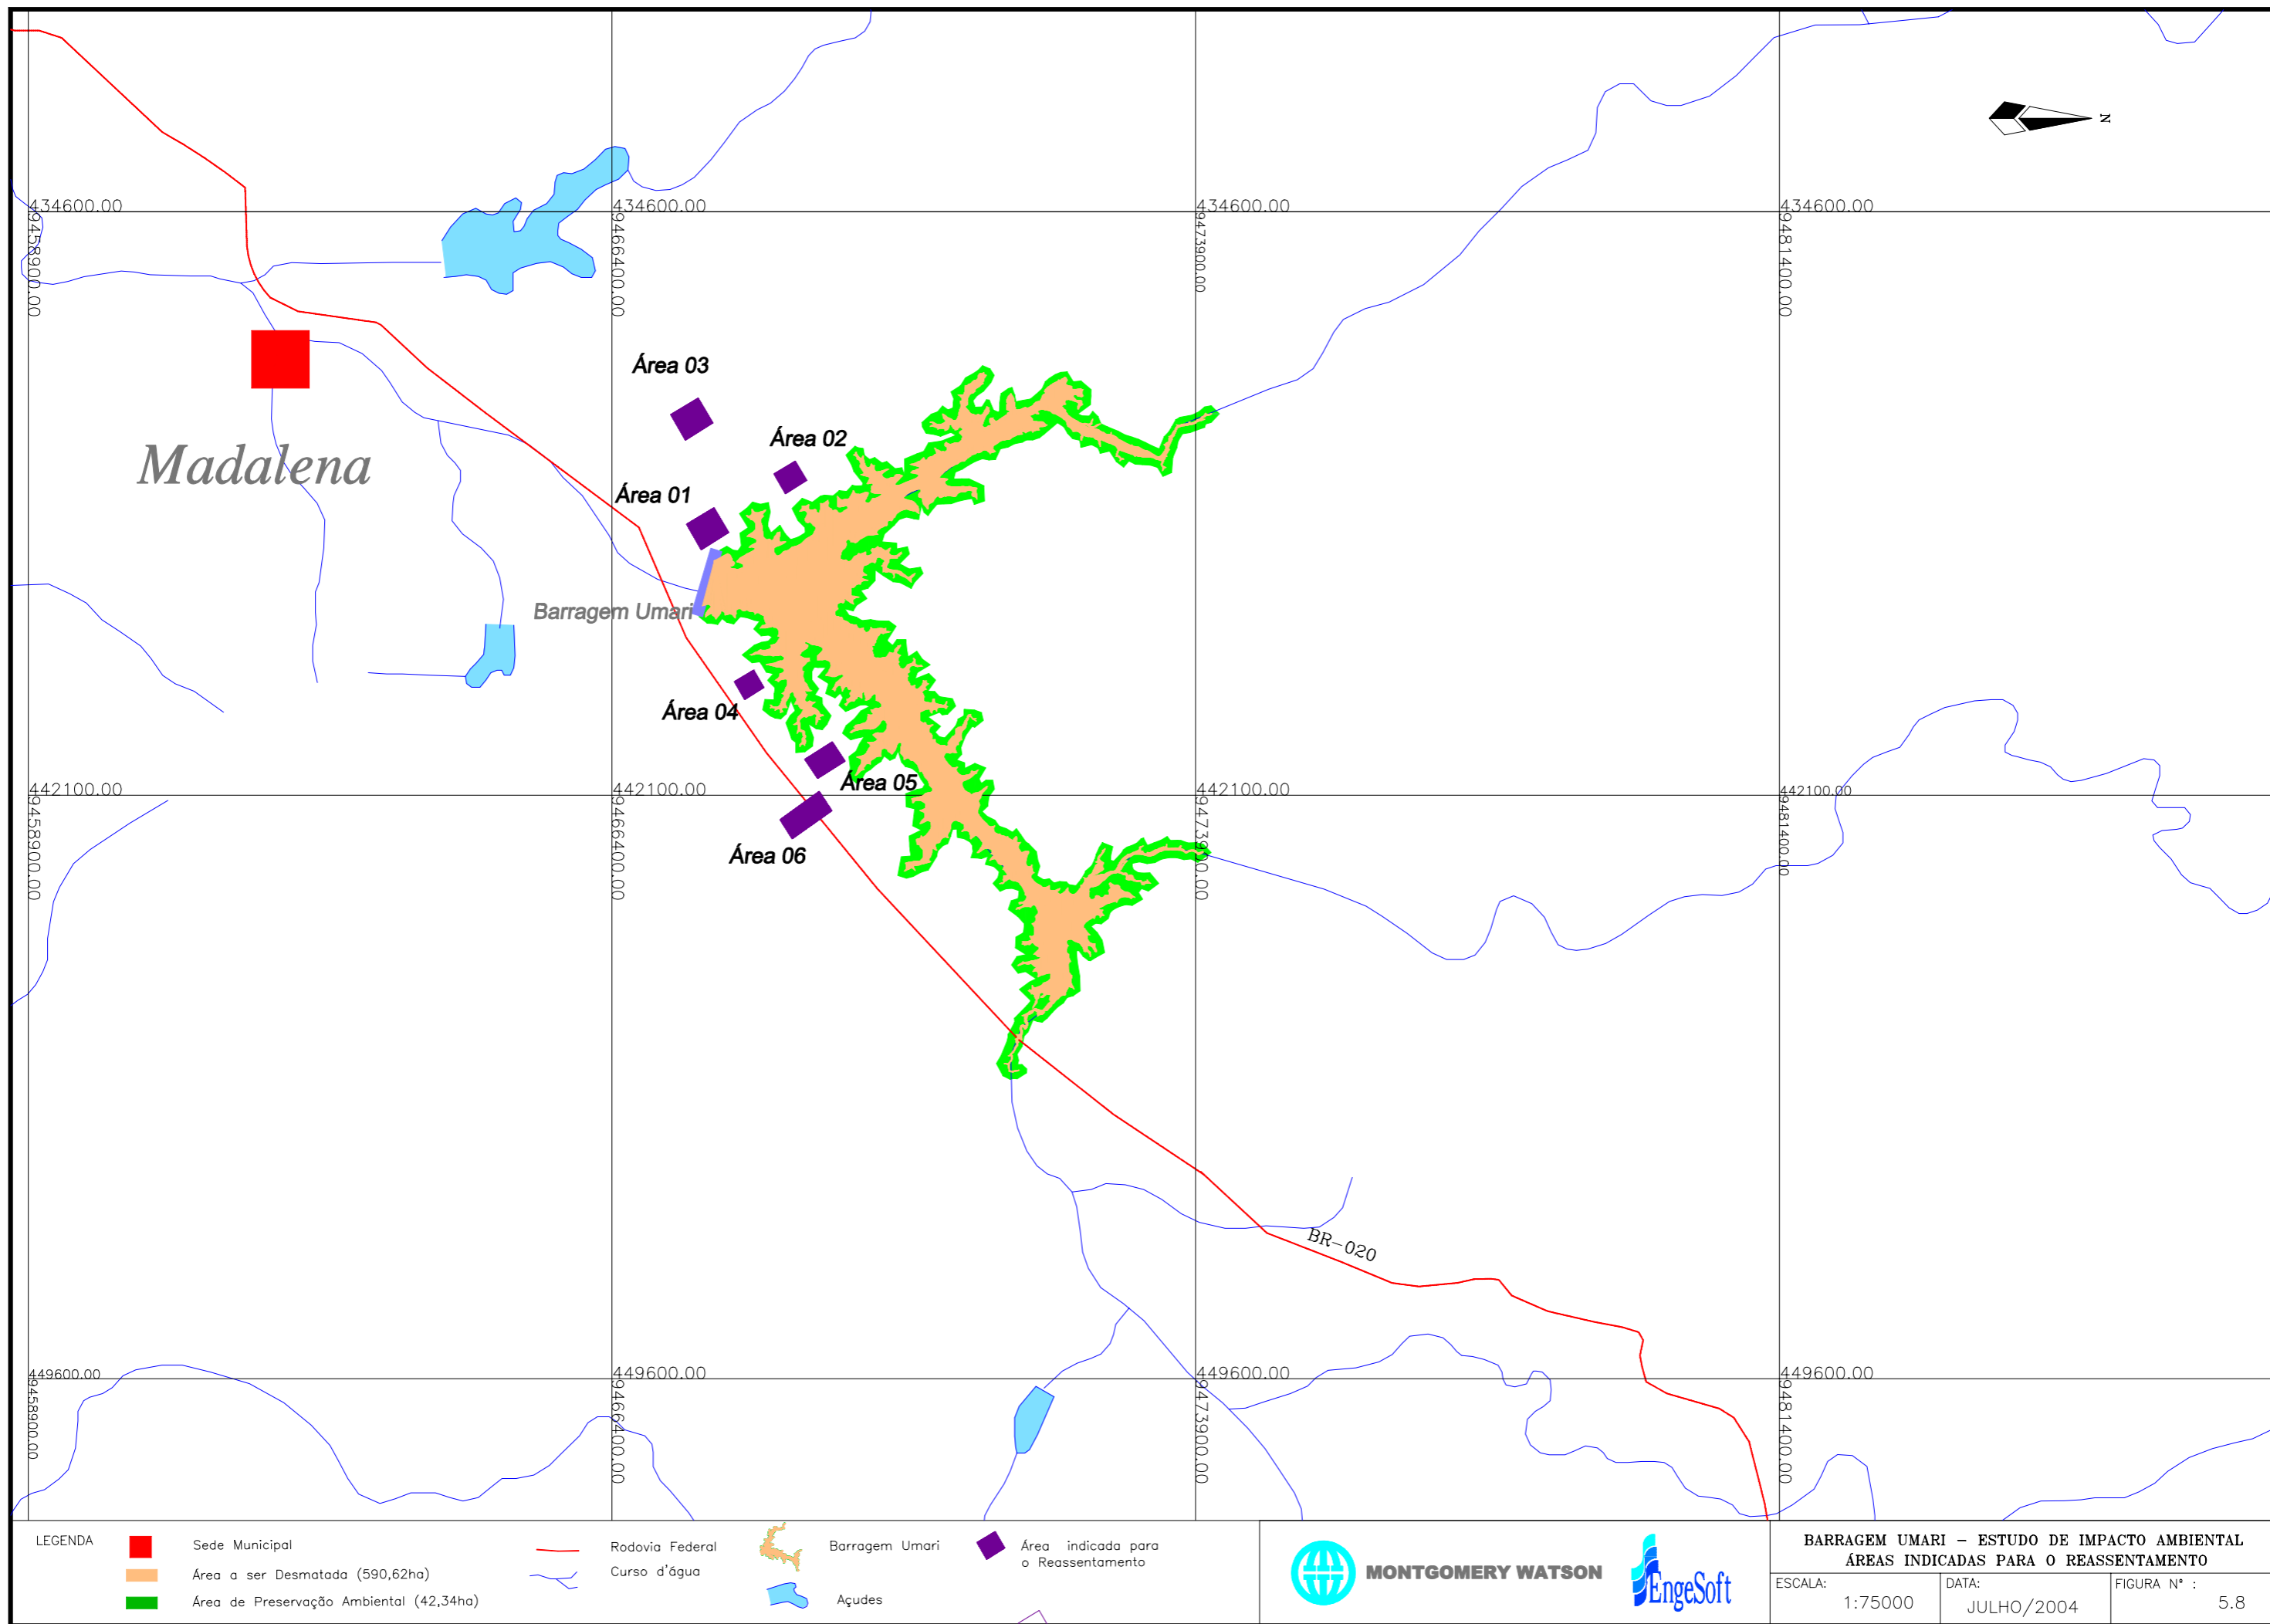 N
434600.00
434600.00
434600.00
434600.00
9458900.00
9466400.00
9473900.00
9481400.00
Área 03
Madalena
Área 02
Área 01
Barragem Umari
Área 04
Área 05
442100.00
442100.00
442100.00
442100.00
9458900.00
9466400.00
9473900.00
9481400.00
Área 06
BR-020
449600.00
449600.00
449600.00
449600.00
9458900.00
9466400.00
9473900.00
9481400.00
LEGENDA
Sede Municipal
Área a ser Desmatada (590,62ha)
Área de Preservação Ambiental (42,34ha)
Rodovia Federal
Curso d'água
Barragem Umari
Açudes
Área indicada para
o Reassentamento
MONTGOMERY WATSON
EngeSoft
BARRAGEM UMARI - ESTUDO DE IMPACTO AMBIENTAL
ÁREAS INDICADAS PARA O REASSENTAMENTO
ESCALA:
1:75000
DATA:
JULHO/2004
FIGURA Nº :
5.8